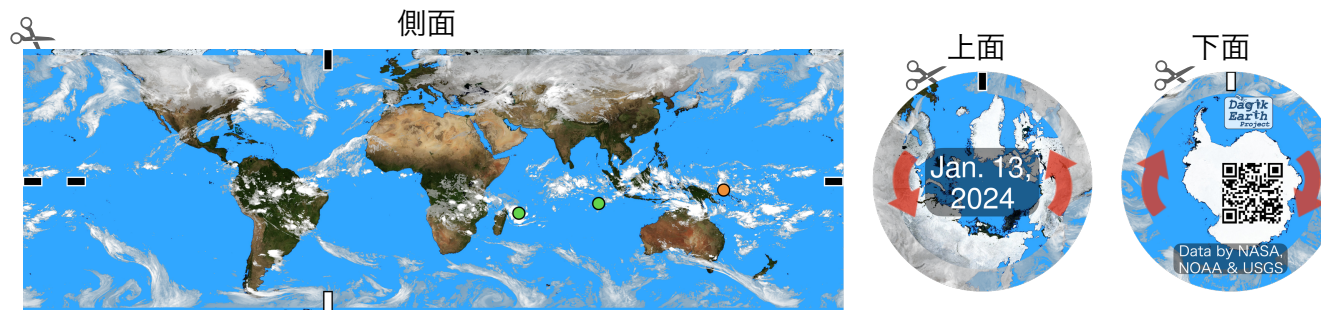 側面
上面
下面
Jan. 13,
2024
Dagik
Earth
Project
Data by NASA,
NOAA & USGS